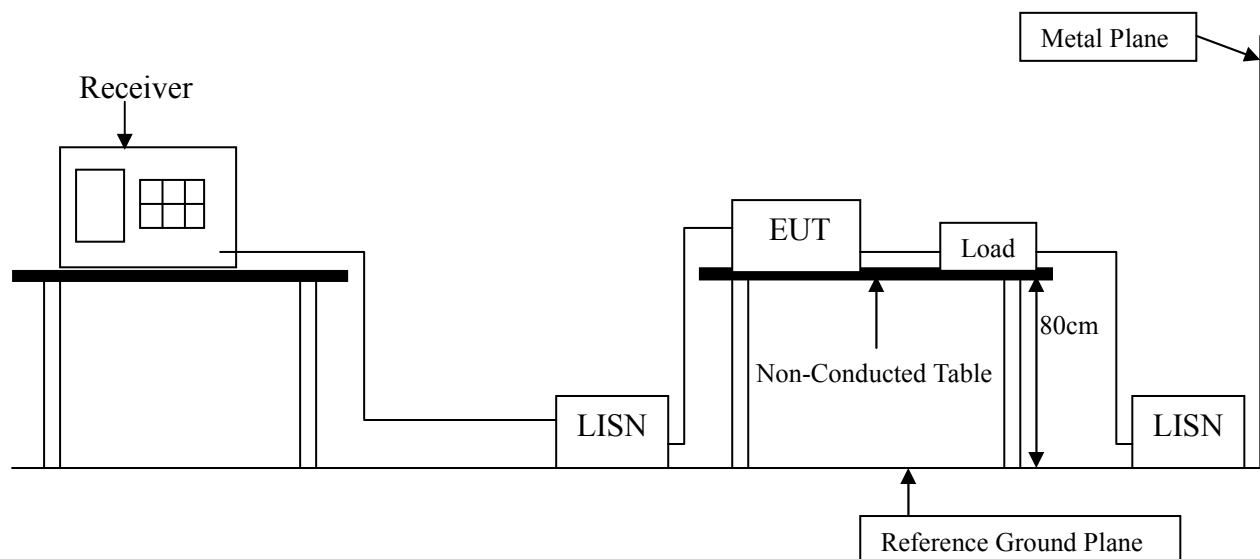 Metal Plane
Receiver
EUT
Load
80cm
Non-Conducted Table
LISN
LISN
Reference Ground Plane